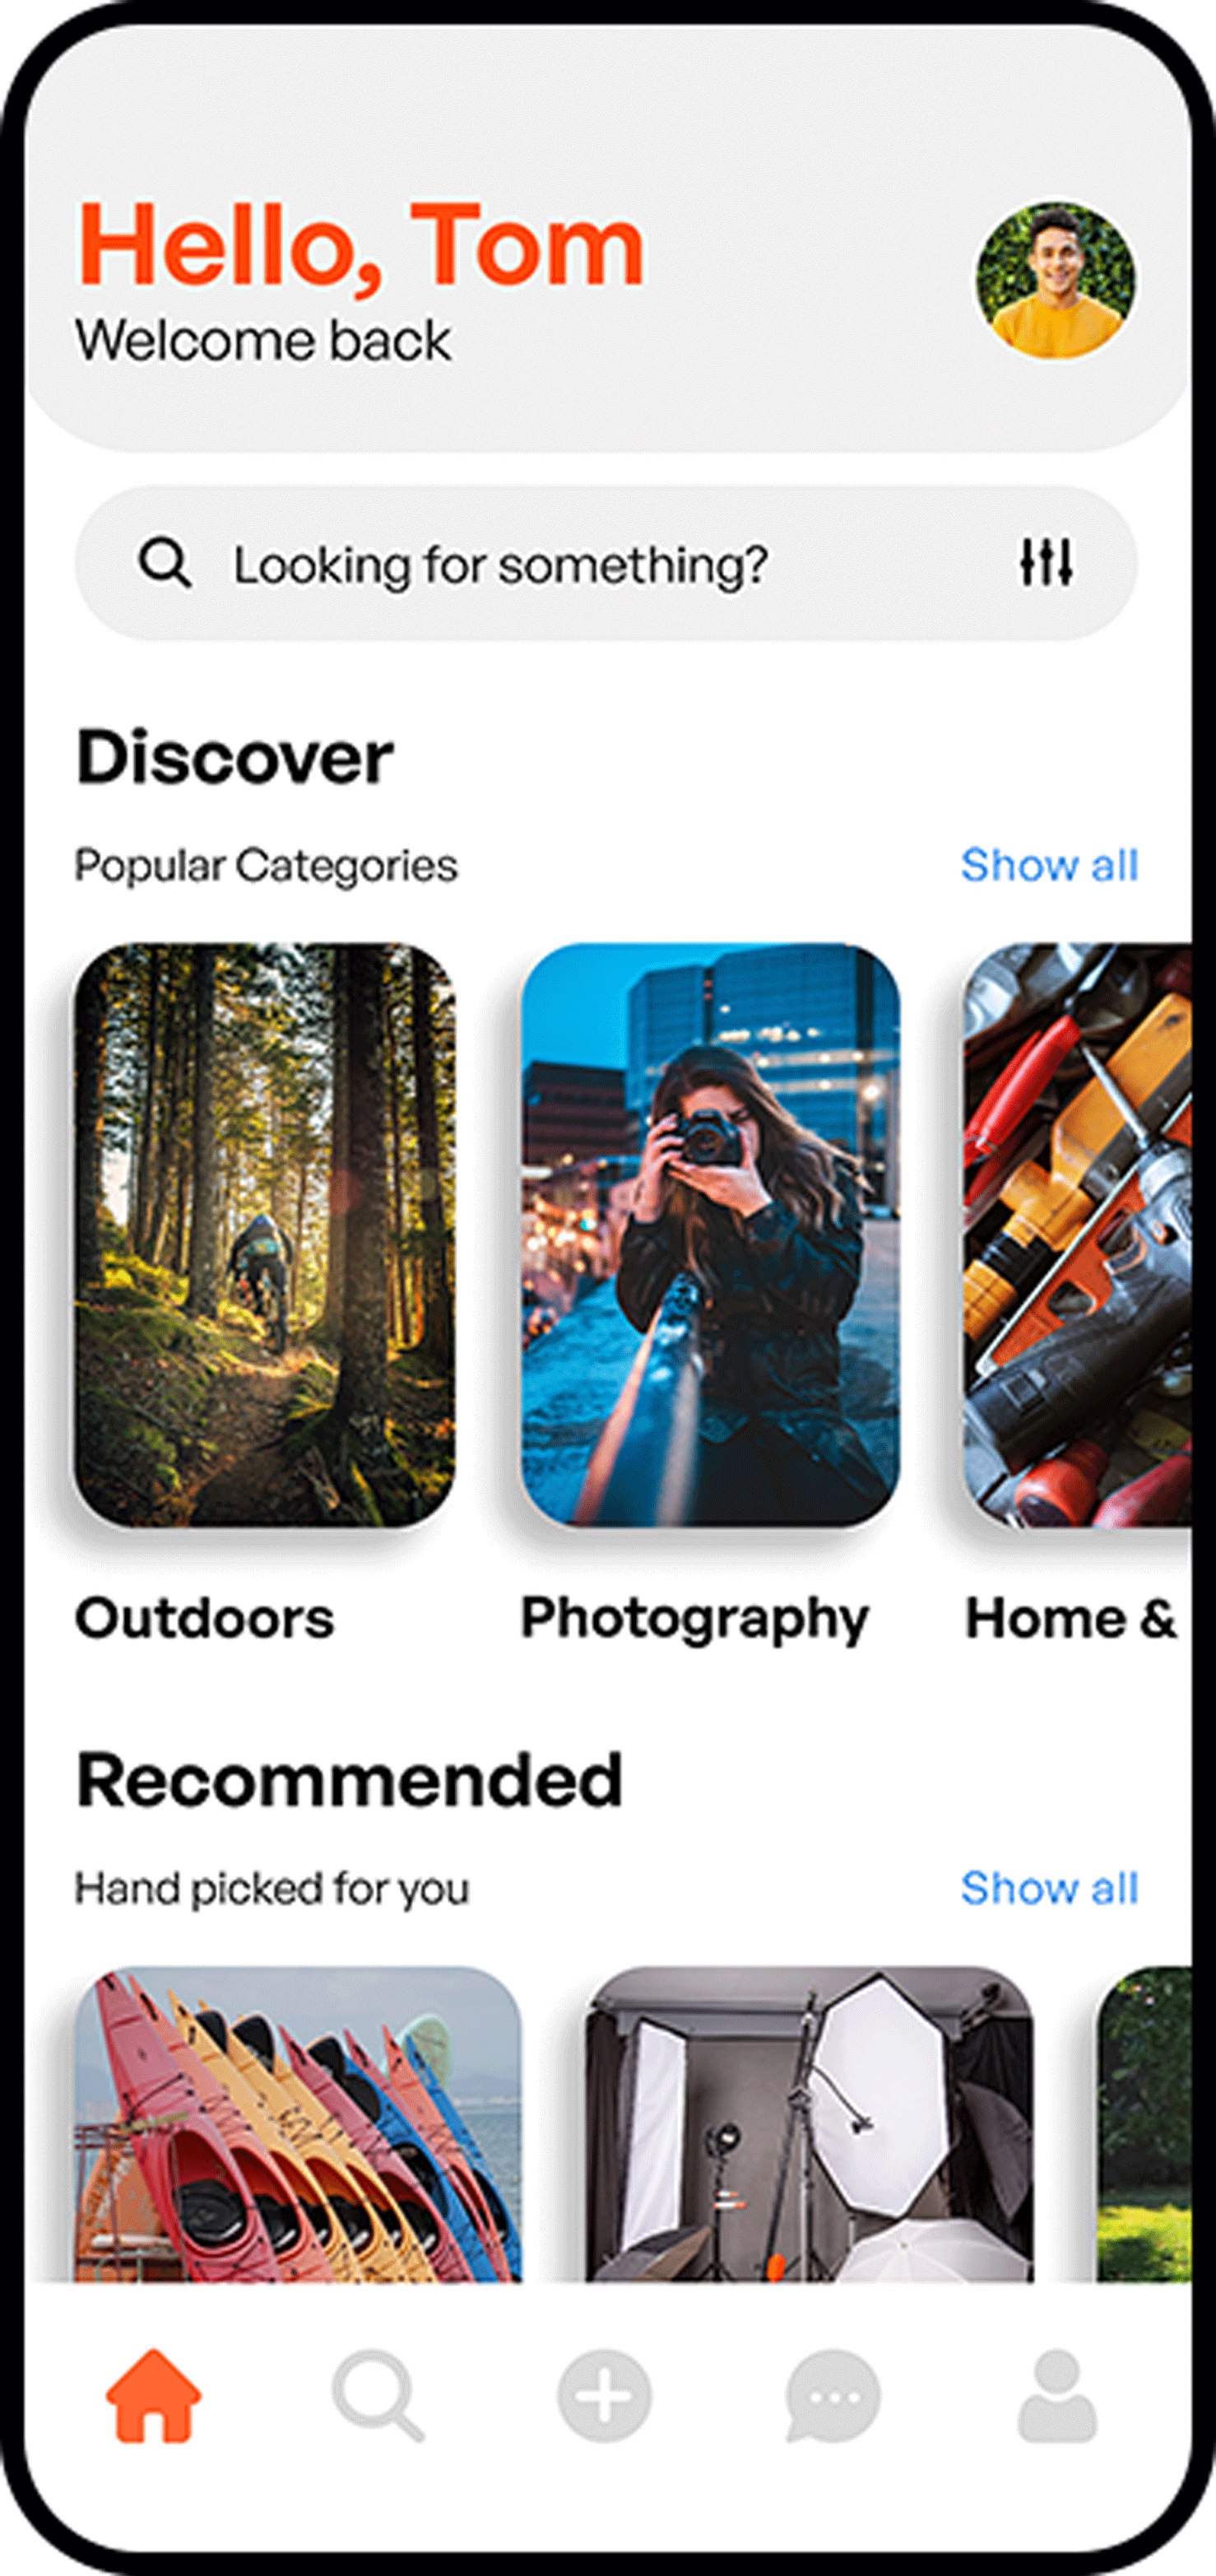 Hello, Tom
Welcome back
Looking for something?
Discover
Popular Categories Show all
Outdoors Photography Home &
Recommended
Hand picked for you Show all